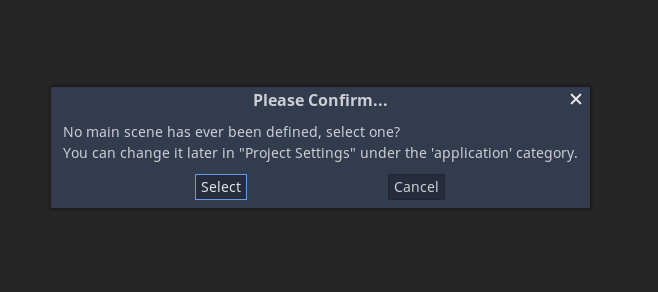 Please Confirm...
No main scene has ever been defined, select one?
You can change it later in "Project Settings" under the 'application' category.
Select
Cancel